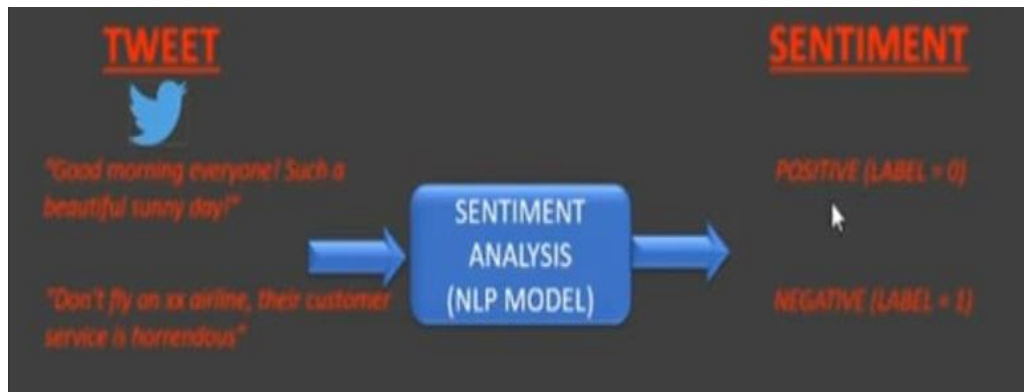 TWEET
"Good morning everyone! Such a
beautiful sunny day!"
"Don't fly on xx airline, their customer
service is horrendous"
SENTIMENT
ANALYSIS
(NLP MODEL)
SENTIMENT
POSITIVE (LABEL = 0)
NEGATIVE (LABEL = 1)